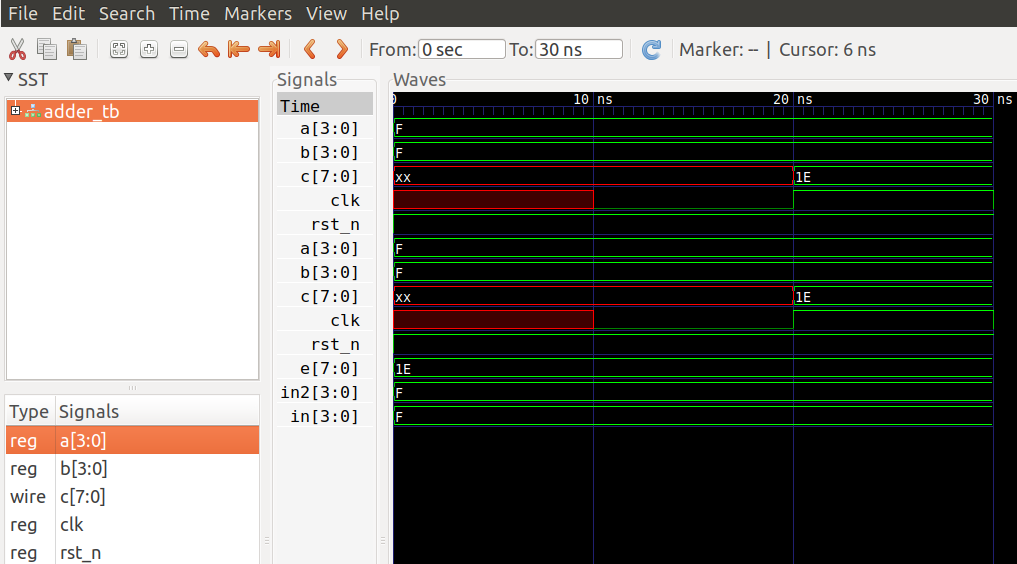 File Edit Search Time Markers View Help
From: 0 sec To: 30 ns Marker: -- | Cursor: 6 ns
SST
adder_tb
Type Signals
reg a[3:0]
reg b[3:0]
wire c[7:0]
reg clk
reg rst_n
Signals
Time
a[3:0]
b[3:0]
c[7:0]
clk
rst_n
a[3:0]
b[3:0]
c[7:0]
clk
rst_n
e[7:0]
in2[3:0]
in[3:0]
Waves
0 10 ns 20 ns 30 ns
F
F
xx 1E
F
F
xx 1E
1E
F
F